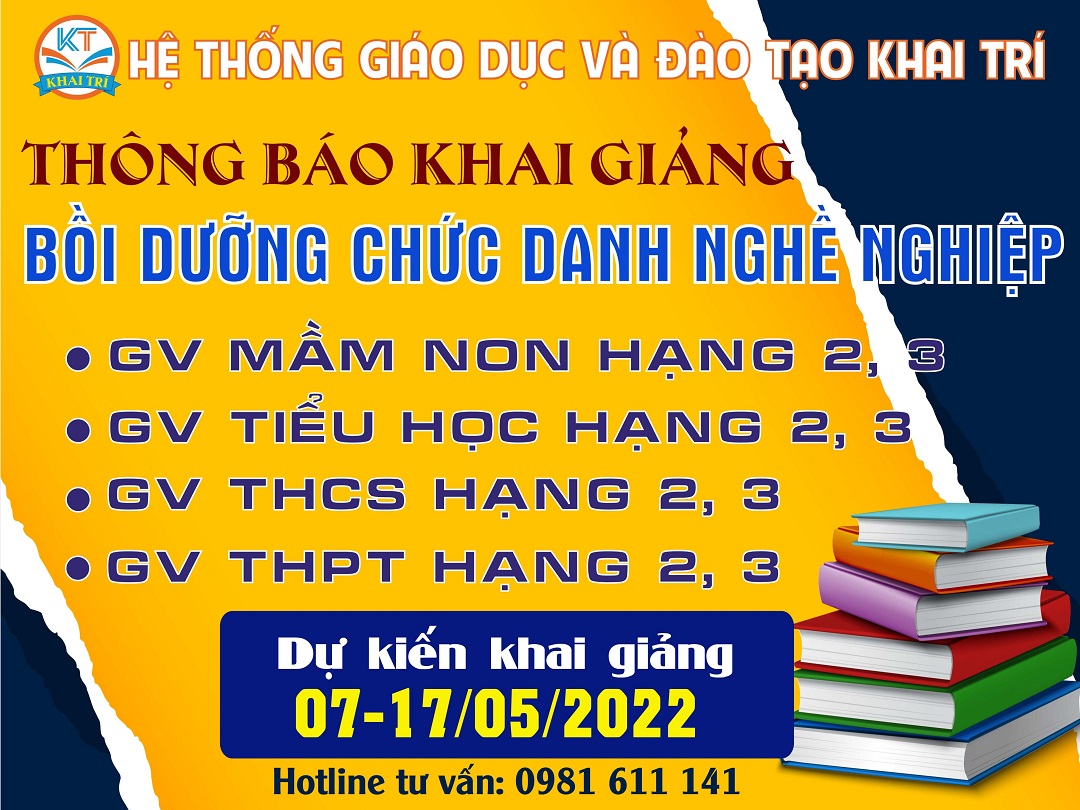 KT
KHAI TRÍ
HỆ THỐNG GIÁO DỤC VÀ ĐÀO TẠO KHAI TRÍ
THÔNG BÁO KHAI GIẢNG
BỒI DƯỠNG CHỨC DANH NGHỀ NGHIỆP
• GV MẦM NON HẠNG 2, 3
• GV TIỂU HỌC HẠNG 2, 3
• GV THCS HẠNG 2, 3
• GV THPT HẠNG 2, 3
Dự kiến khai giảng
07-17/05/2022
Hotline tư vấn: 0981 611 141